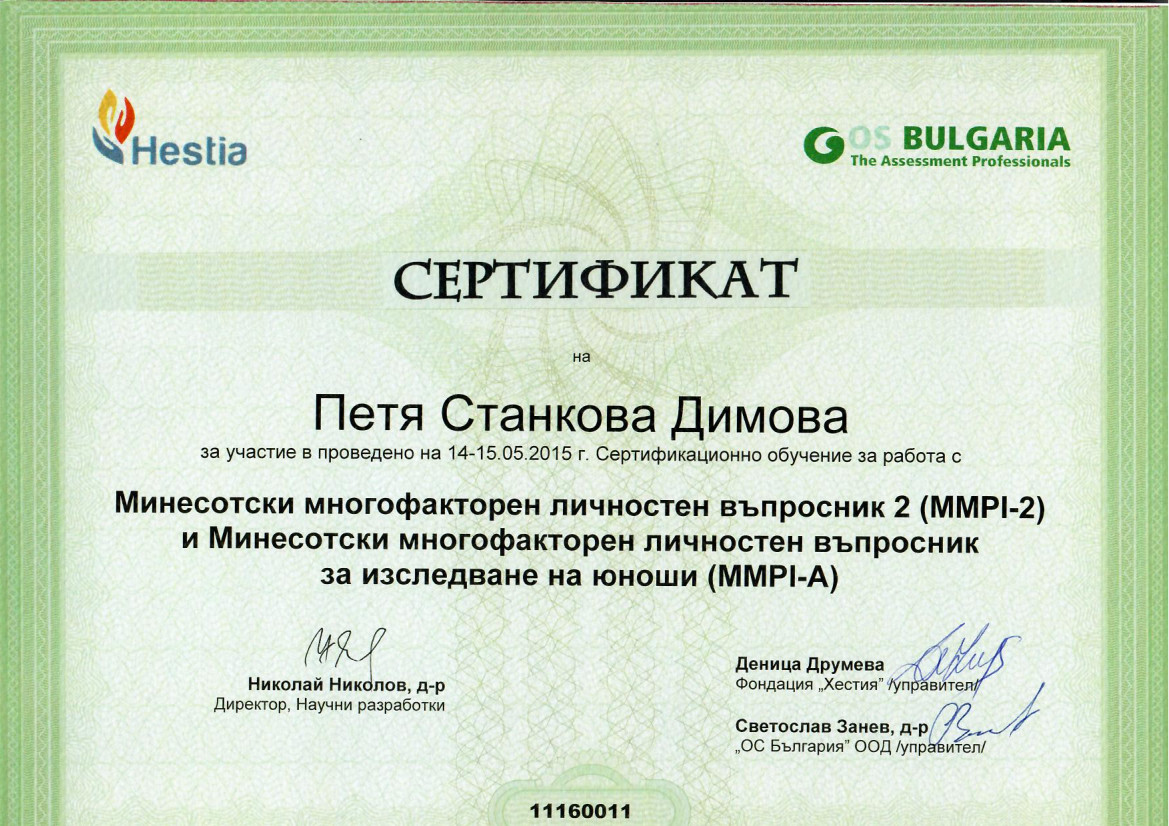 Hestia
OS BULGARIA
The Assessment Professionals
СЕРТИФИКАТ
на
Петя Станкова Димова
за участие в проведено на 14-15.05.2015 г. Сертификационно обучение за работа с
Минесотски многофакторен личностен въпросник 2 (MMPI-2)
и Минесотски многофакторен личностен въпросник
за изследване на юноши (MMPI-A)
Николай Николов, д-р
Директор, Научни разработки
Деница Друмева
Фондация „Хестия” /управител/
Светослав Занев, д-р
„ОС България” ООД /управител/
11160011